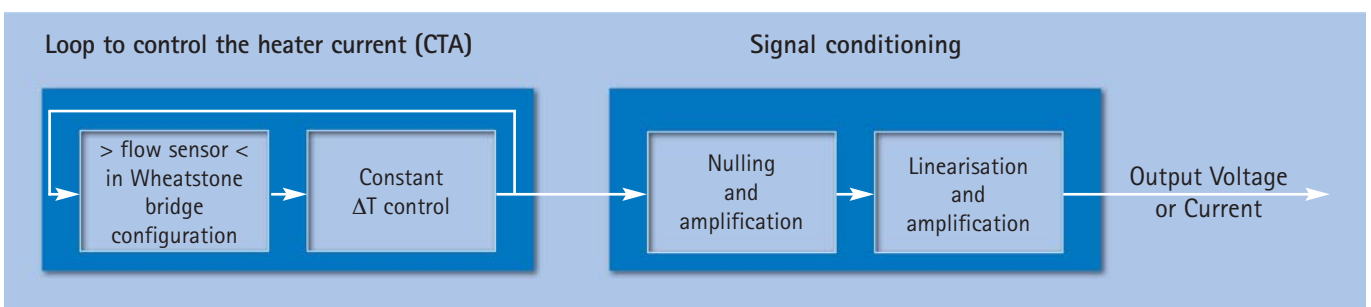 Loop to control the heater current (CTA)
Signal conditioning
> flow sensor <
in Wheatstone
bridge
configuration
Constant
ΔT control
Nulling
and
amplification
Linearisation
and
amplification
Output Voltage
or Current